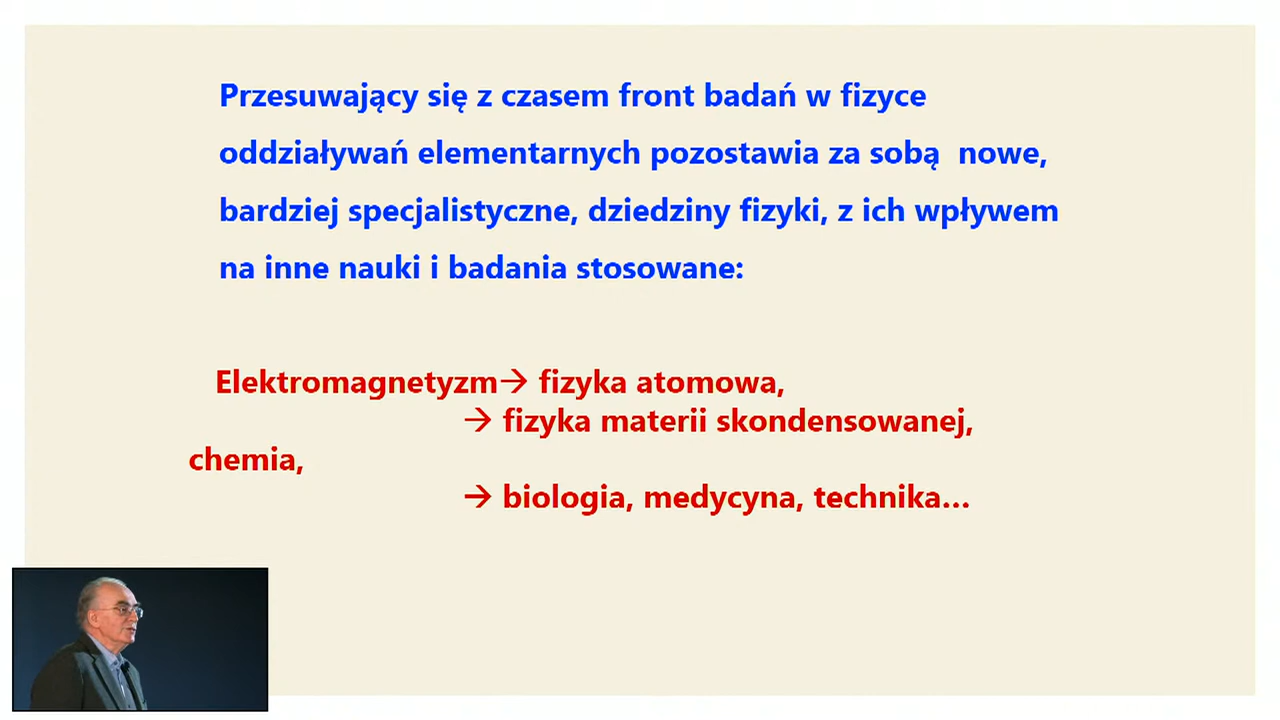 Przesuwający się z czasem front badań w fizyce
oddziaływań elementarnych pozostawia za sobą  nowe,
bardziej specjalistyczne, dziedziny fizyki, z ich wpływem
na inne nauki i badania stosowane:
Elektromagnetyzm→ fizyka atomowa,
→ fizyka materii skondensowanej,
chemia,
→ biologia, medycyna, technika…